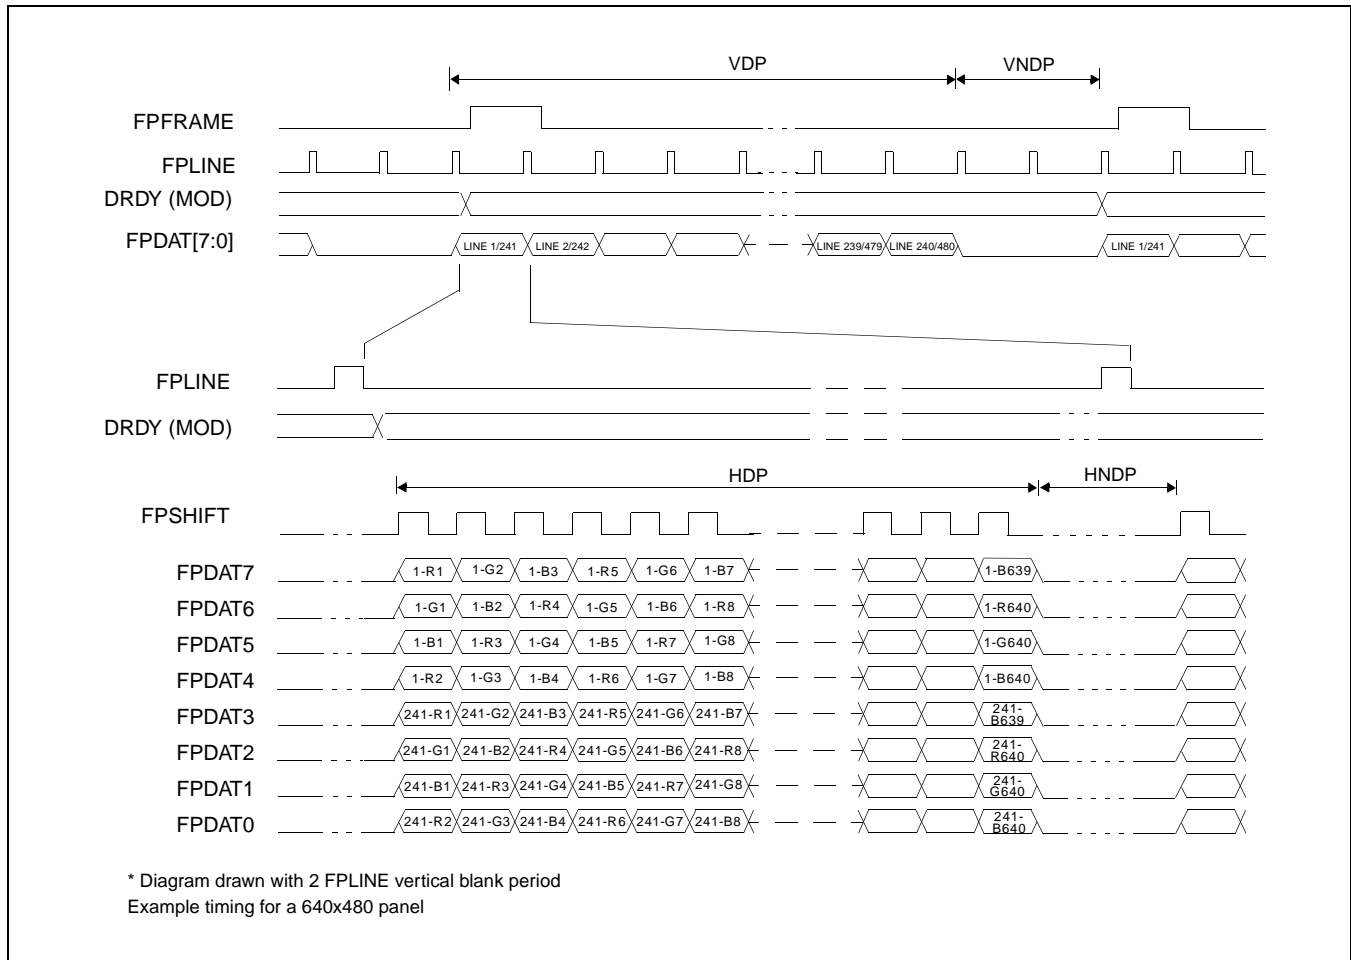 VDP VNDP
FPFRAME
FPLINE
DRDY (MOD)
FPDAT[7:0] LINE 1/241 LINE 2/242 LINE 239/479 LINE 240/480 LINE 1/241
FPLINE
DRDY (MOD)
HDP HNDP
FPSHIFT
FPDAT7 1-R1 1-G2 1-B3 1-R5 1-G6 1-B7 1-B639
FPDAT6 1-G1 1-B2 1-R4 1-G5 1-B6 1-R8 1-R640
FPDAT5 1-B1 1-R3 1-G4 1-B5 1-R7 1-G8 1-G640
FPDAT4 1-R2 1-G3 1-B4 1-R6 1-G7 1-B8 1-B640
FPDAT3 241-R1 241-G2 241-B3 241-R5 241-G6 241-B7 241-B639
FPDAT2 241-G1 241-B2 241-R4 241-G5 241-B6 241-R8 241-R640
FPDAT1 241-B1 241-R3 241-G4 241-B5 241-R7 241-G8 241-G640
FPDAT0 241-R2 241-G3 241-B4 241-R6 241-G7 241-B8 241-B640
* Diagram drawn with 2 FPLINE vertical blank period
Example timing for a 640x480 panel